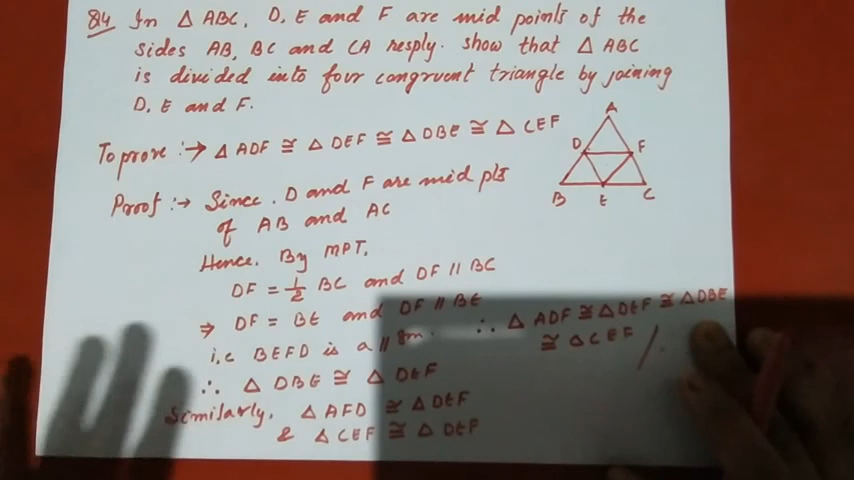 Q4 In △ ABC, D, E and F are mid points of the
sides AB, BC and CA resply. show that △ ABC
is divided into four congruent triangle by joining
D, E and F.
To prove :→ △ ADF ≅ △ DEF ≅ △ DBE ≅ △ CEF
A
D F
B E C
Proof :→ Since, D and F are mid pts
of AB and AC
Hence, By MPT,
DF = 1/2 BC and DF // BC
⇒ DF = BE and DF // BE
i.e BEFD is a //gm.
∴ △ DBE ≅ △ DEF
Similarly, △ AFD ≅ △ DEF
& △ CEF ≅ △ DEF
∴ △ ADF ≅ △ DEF ≅ △ DBE
≅ △ CEF